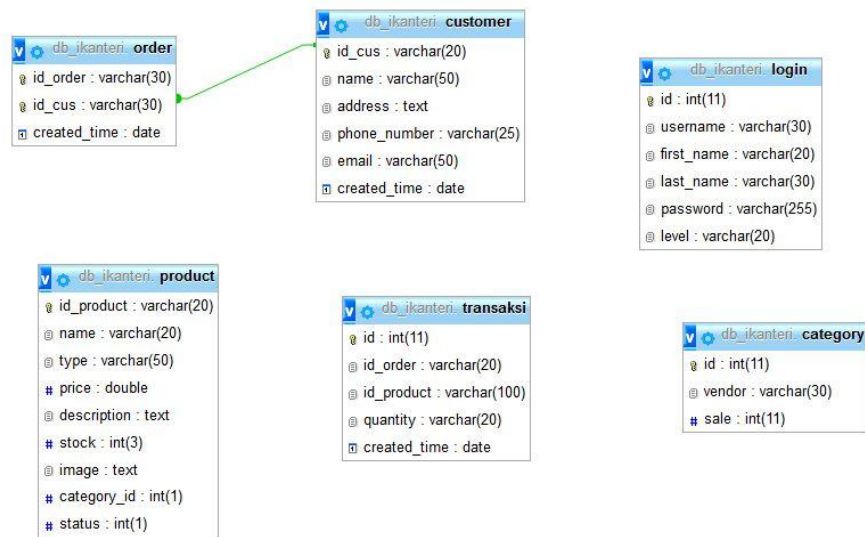 db_ikanteri. order
id_order : varchar(30)
id_cus : varchar(30)
created_time : date
db_ikanteri. customer
id_cus : varchar(20)
name : varchar(50)
address : text
phone_number : varchar(25)
email : varchar(50)
created_time : date
db_ikanteri. login
id : int(11)
username : varchar(30)
first_name : varchar(20)
last_name : varchar(30)
password : varchar(255)
level : varchar(20)
db_ikanteri. product
id_product : varchar(20)
name : varchar(20)
type : varchar(50)
# price : double
description : text
# stock : int(3)
image : text
# category_id : int(1)
# status : int(1)
db_ikanteri. transaksi
id : int(11)
id_order : varchar(20)
id_product : varchar(100)
quantity : varchar(20)
created_time : date
db_ikanteri. category
id : int(11)
vendor : varchar(30)
# sale : int(11)